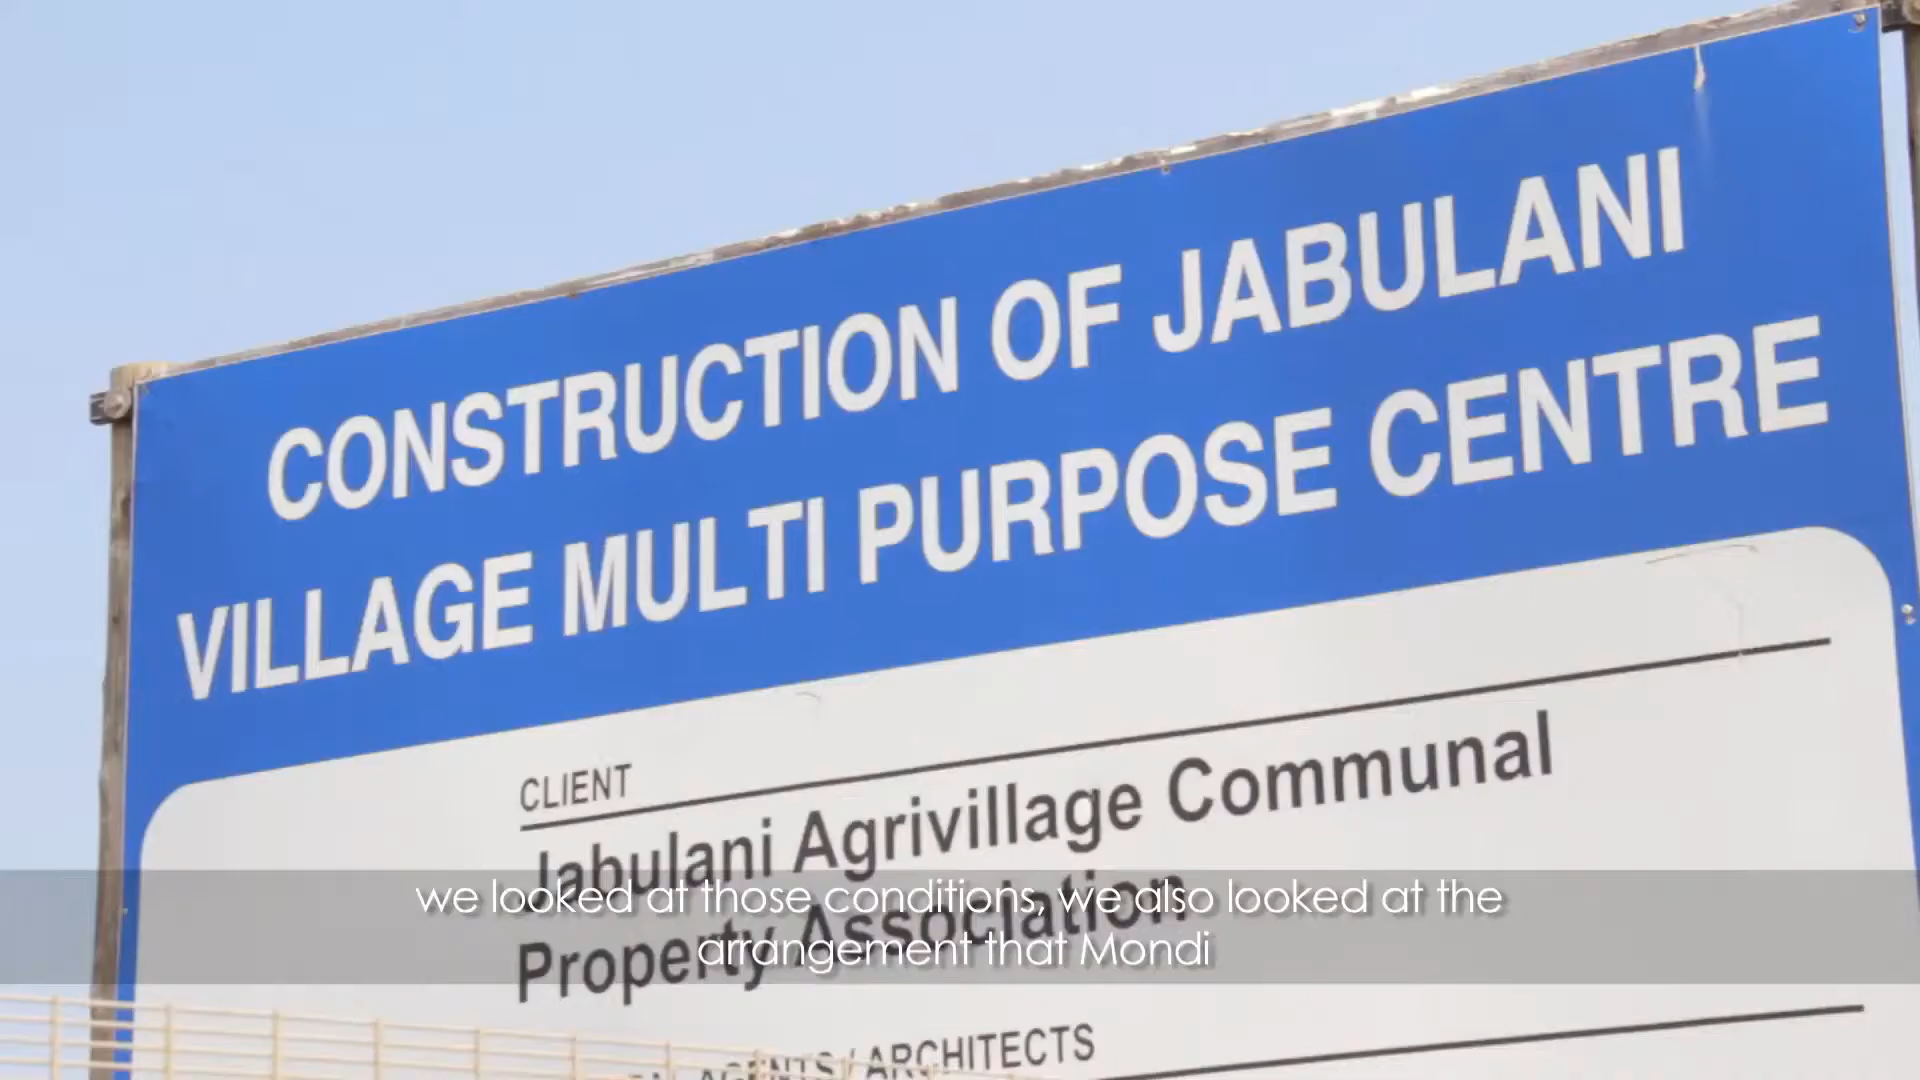 CONSTRUCTION OF JABULANI
VILLAGE MULTI PURPOSE CENTRE
CLIENT
Jabulani Agrivillage Communal
Property Association
we looked at those conditions, we also looked at the
arrangement that Mondi
AGENTS / ARCHITECTS